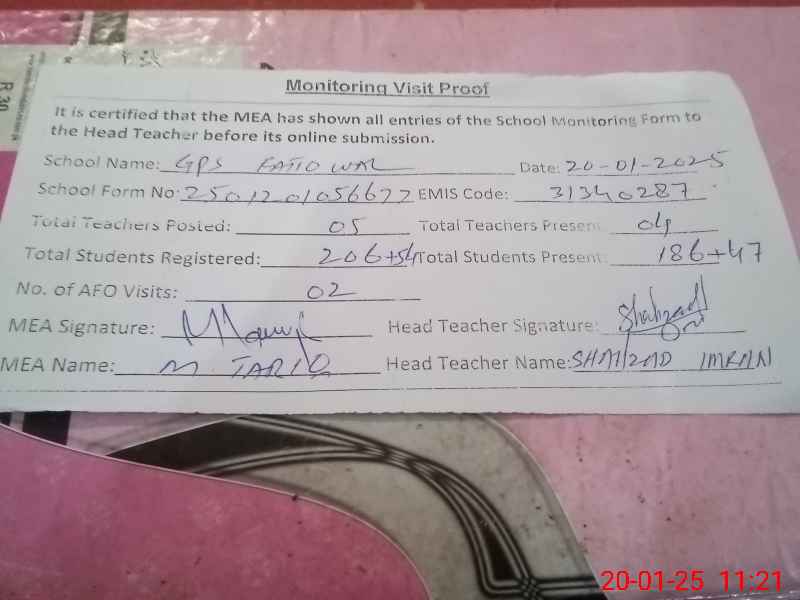 R 30
Monitoring Visit Proof
It is certified that the MEA has shown all entries of the School Monitoring Form to
the Head Teacher before its online submission.
School Name: GPS FATTO WAL Date: 20-01-2025
School Form No: 2501201056622 EMIS Code: 31340287
Total Teachers Posted: 05 Total Teachers Present: 04
Total Students Registered: 206+54 Total Students Present: 186+47
No. of AEO Visits: 02
MEA Signature: Head Teacher Signature: Shahzad
MEA Name: M. TARIQ Head Teacher Name: SHAHZAD IMRAN
20-01-25 11:21